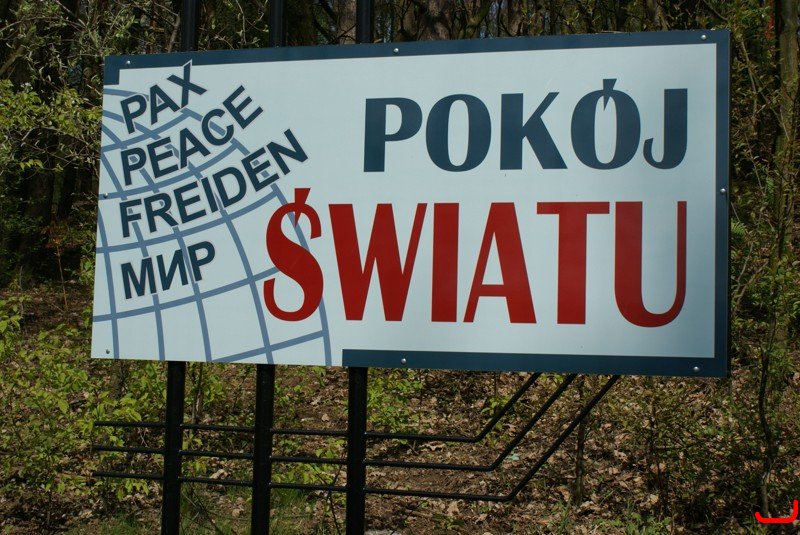 PAX
PEACE
FREIDEN
МИР
POKÓJ
ŚWIATU